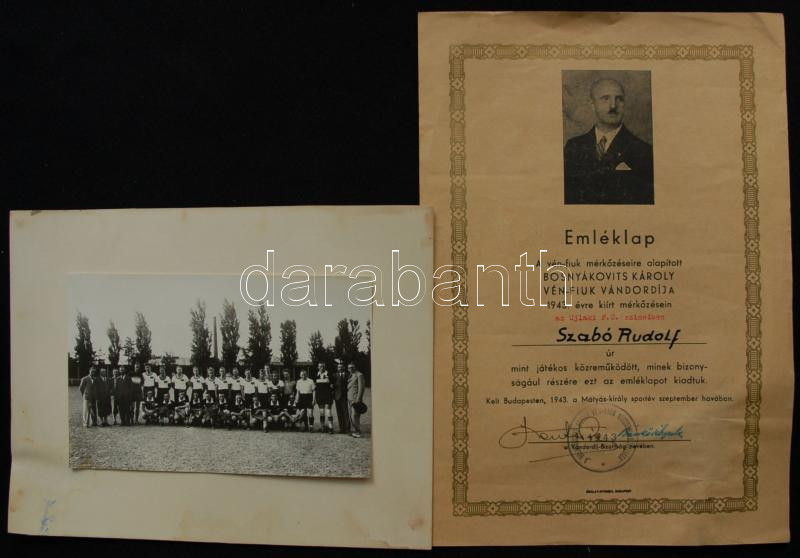 Emléklap
A vén-fiuk mérkőzéseire alapított
BOSNYÁKOVITS KÁROLY
VÉN-FIUK VÁNDORDÍJA
1943. évre kiírt mérkőzésein
az Ujlaki F.C. szineiben
Szabó Rudolf
úr
mint játékos közreműködött, minek bizony-
ságául részére ezt az emléklapot kiadtuk.
Kelt Budapesten, 1943. a Mátyás-király sportév szeptember havában.
1943
a Vándordíj-Bizottság nevében.
darabanth